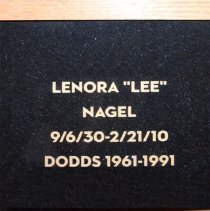 LENORA "LEE"
NAGEL
9/6/30-2/21/10
DODDS 1961-1991